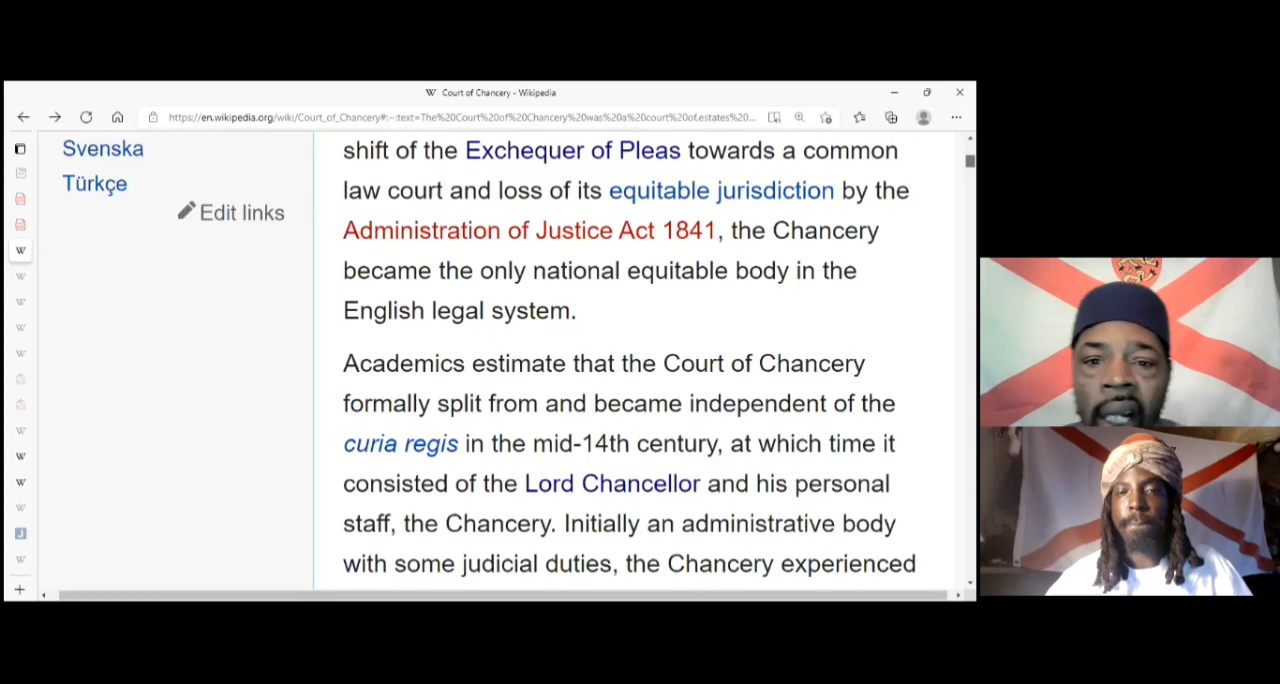 Court of Chancery - Wikipedia
https://en.wikipedia.org/wiki/Court_of_Chancery#:~:text=The%20Court%20of%20Chancery%20was%20a%20court%20of,estates%20...
Svenska
Türkçe
Edit links
shift of the Exchequer of Pleas towards a common
law court and loss of its equitable jurisdiction by the
Administration of Justice Act 1841, the Chancery
became the only national equitable body in the
English legal system.
Academics estimate that the Court of Chancery
formally split from and became independent of the
curia regis in the mid-14th century, at which time it
consisted of the Lord Chancellor and his personal
staff, the Chancery. Initially an administrative body
with some judicial duties, the Chancery experienced